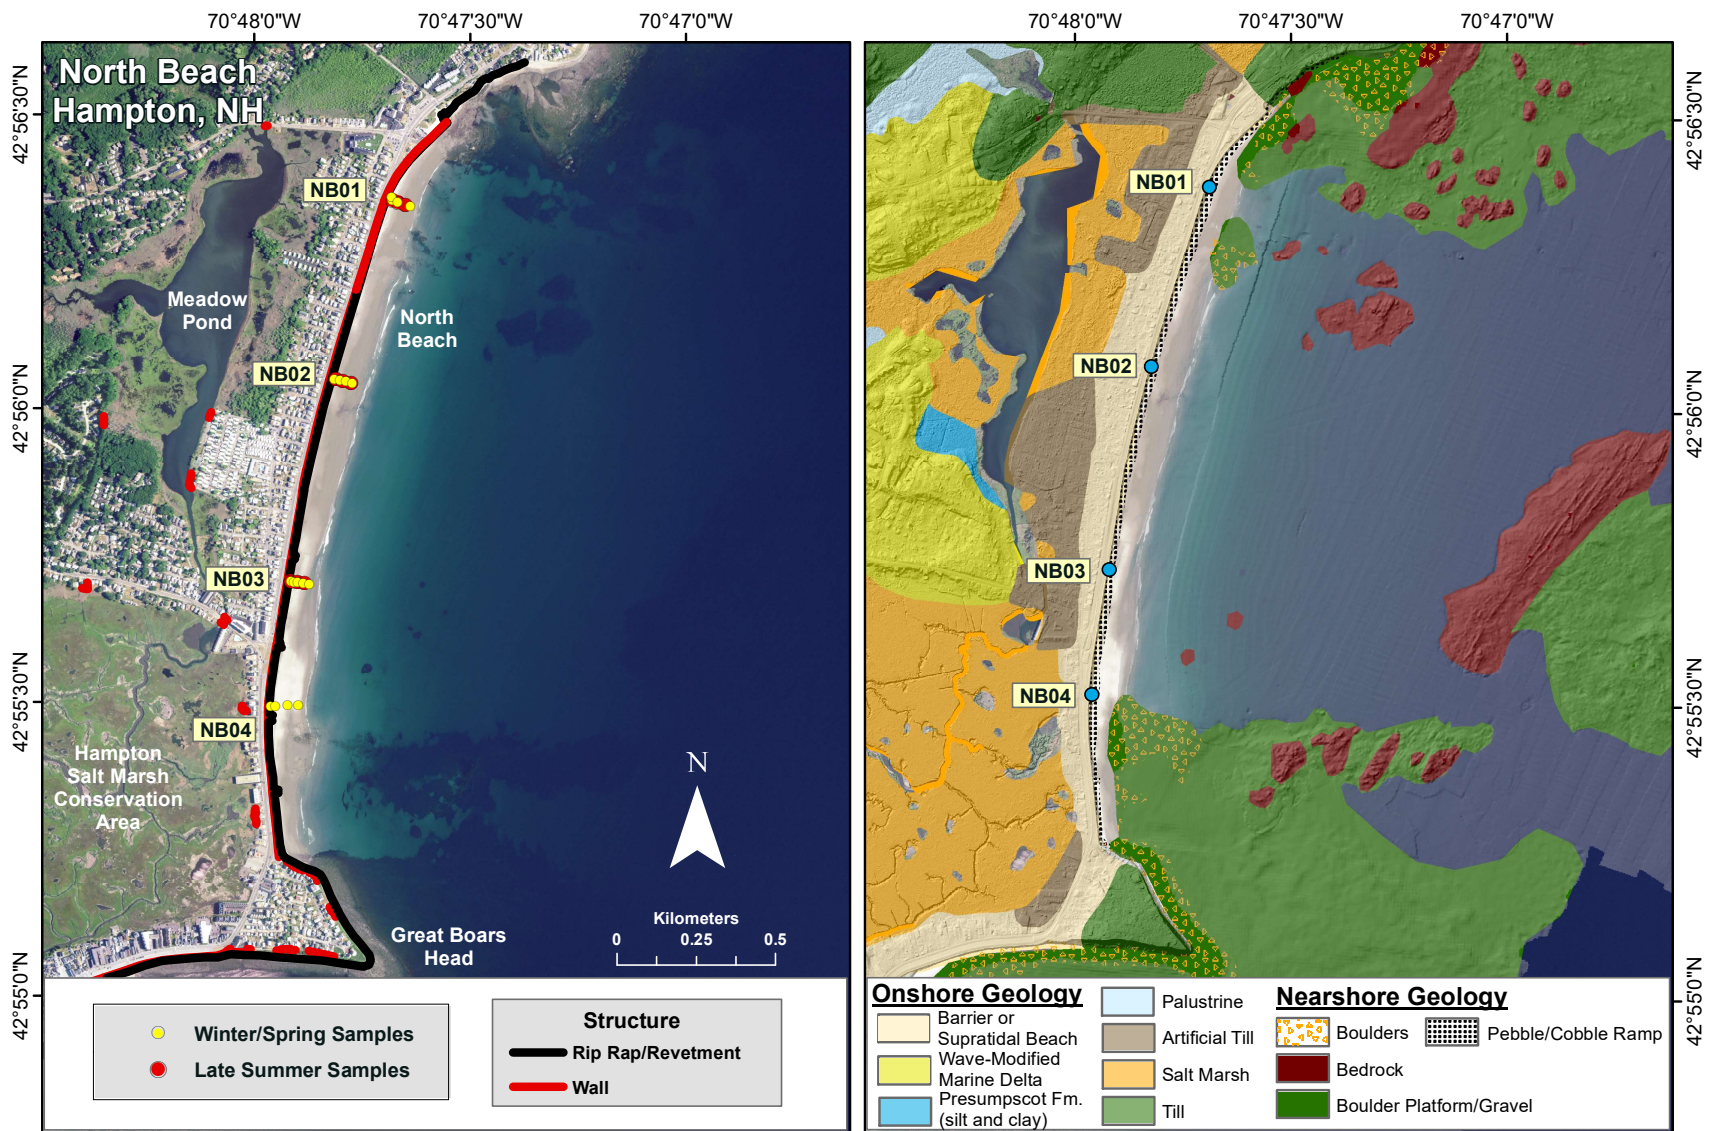 70°48'0"W
70°47'30"W
70°47'0"W
70°48'0"W
70°47'30"W
70°47'0"W
North Beach
Hampton, NH
42°56'30"N
42°56'0"N
42°55'30"N
42°55'0"N
NB01
Meadow
Pond
North
Beach
NB02
NB03
NB04
Hampton
Salt Marsh
Conservation
Area
N
Kilometers
0 0.25 0.5
Great Boars
Head
Winter/Spring Samples
Late Summer Samples
Structure
Rip Rap/Revetment
Wall
NB01
NB02
NB03
NB04
42°56'30"N
42°56'0"N
42°55'30"N
42°55'0"N
Onshore Geology
Barrier or
Supratidal Beach
Wave-Modified
Marine Delta
Presumpscot Fm.
(silt and clay)
Palustrine
Artificial Till
Salt Marsh
Till
Nearshore Geology
Boulders
Pebble/Cobble Ramp
Bedrock
Boulder Platform/Gravel